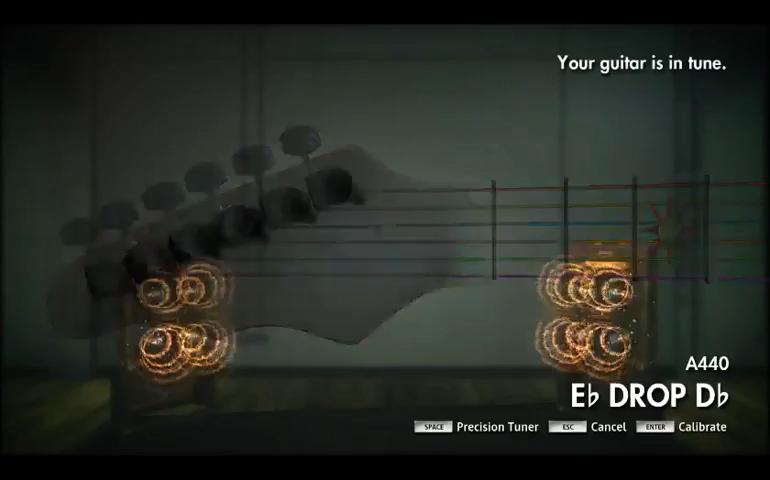 Your guitar is in tune.
A440
E♭ DROP D♭
SPACE Precision Tuner ESC Cancel ENTER Calibrate